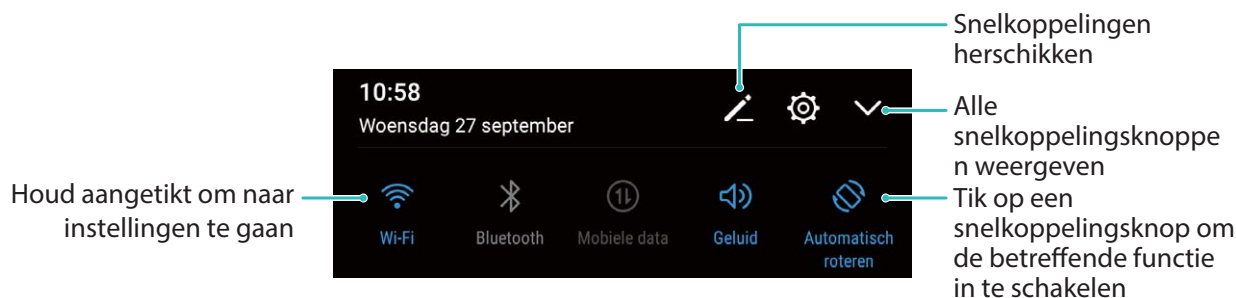 Snelkoppelingen
herschikken
10:58
Woensdag 27 september
Alle
snelkoppelingsknoppe
n weergeven
Houd aangetikt om naar
instellingen te gaan
Wi-Fi
Bluetooth
Mobiele data
Geluid
Automatisch
roteren
Tik op een
snelkoppelingsknop om
de betreffende functie
in te schakelen